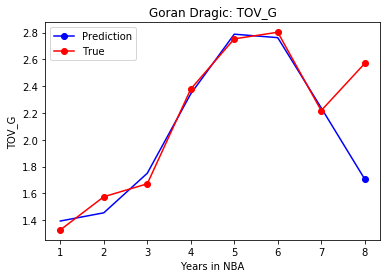 Goran Dragic: TOV_G
Prediction
True
2.8
2.6
2.4
2.2
2.0
1.8
1.6
1.4
TOV_G
1 2 3 4 5 6 7 8
Years in NBA